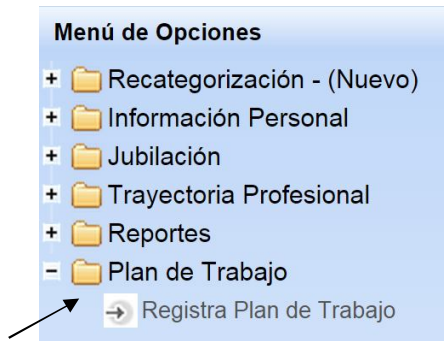 Menú de Opciones
Recategorización - (Nuevo)
Información Personal
Jubilación
Trayectoria Profesional
Reportes
Plan de Trabajo
Registra Plan de Trabajo